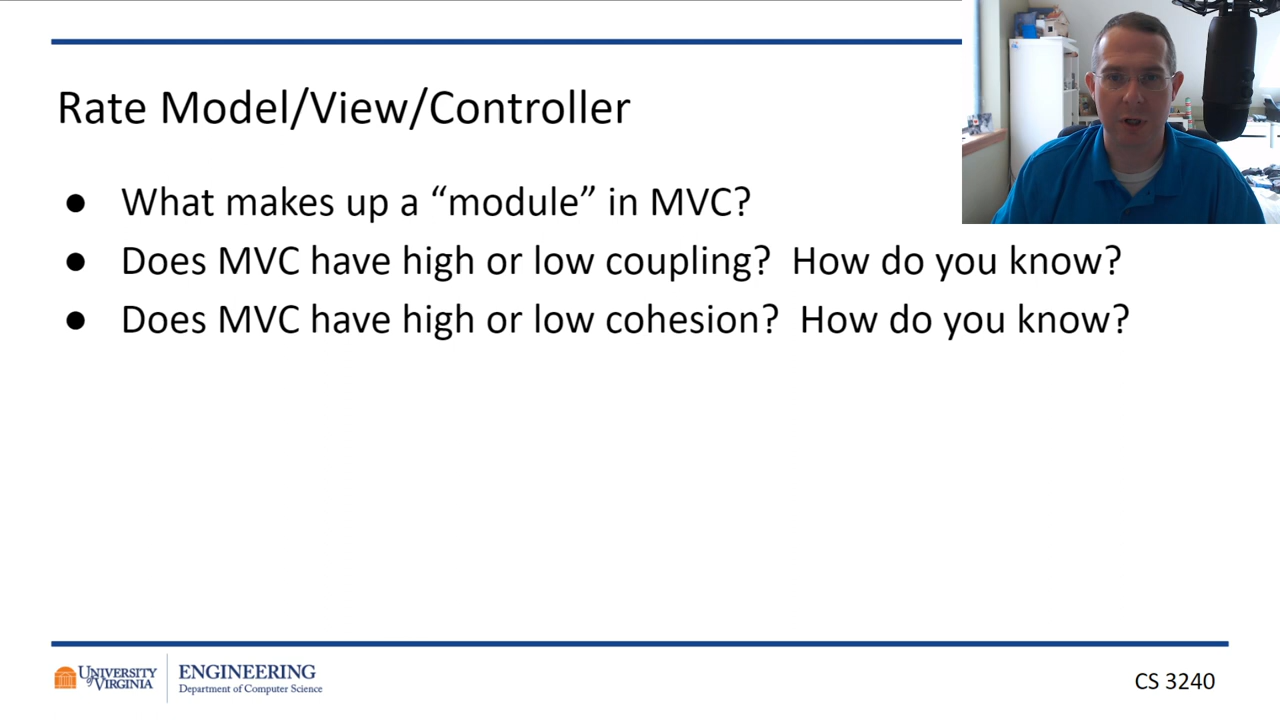 Rate Model/View/Controller
● What makes up a “module” in MVC?
● Does MVC have high or low coupling?  How do you know?
● Does MVC have high or low cohesion?  How do you know?
UNIVERSITY of VIRGINIA
ENGINEERING
Department of Computer Science
CS 3240